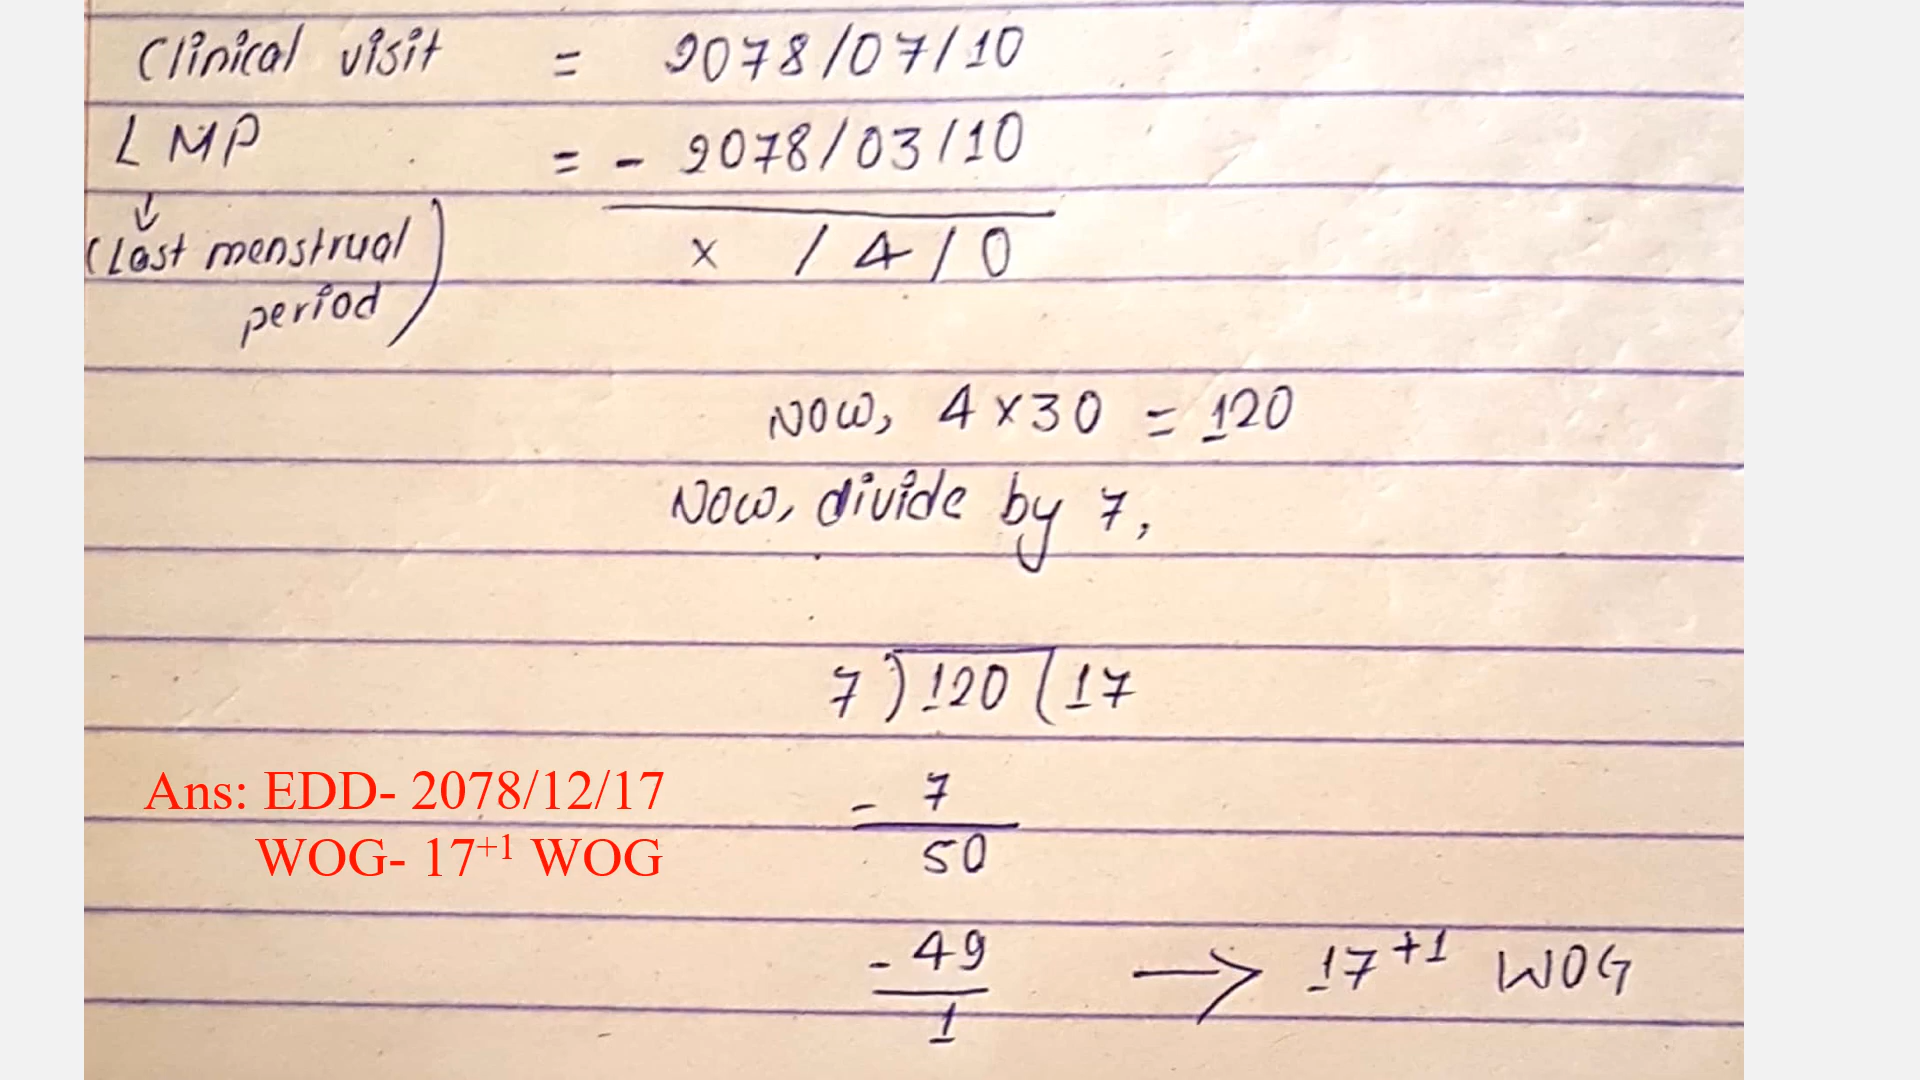 Clinical visit = 2078/07/10
LMP = - 2078/03/10
↓
(Last menstrual period)
x / 4 / 0
Now, 4 x 30 = 120
Now, divide by 7,
7 ) 120 ( 17
- 7
50
- 49
1
→ 17⁺¹ WOG
Ans: EDD- 2078/12/17
WOG- 17⁺¹ WOG